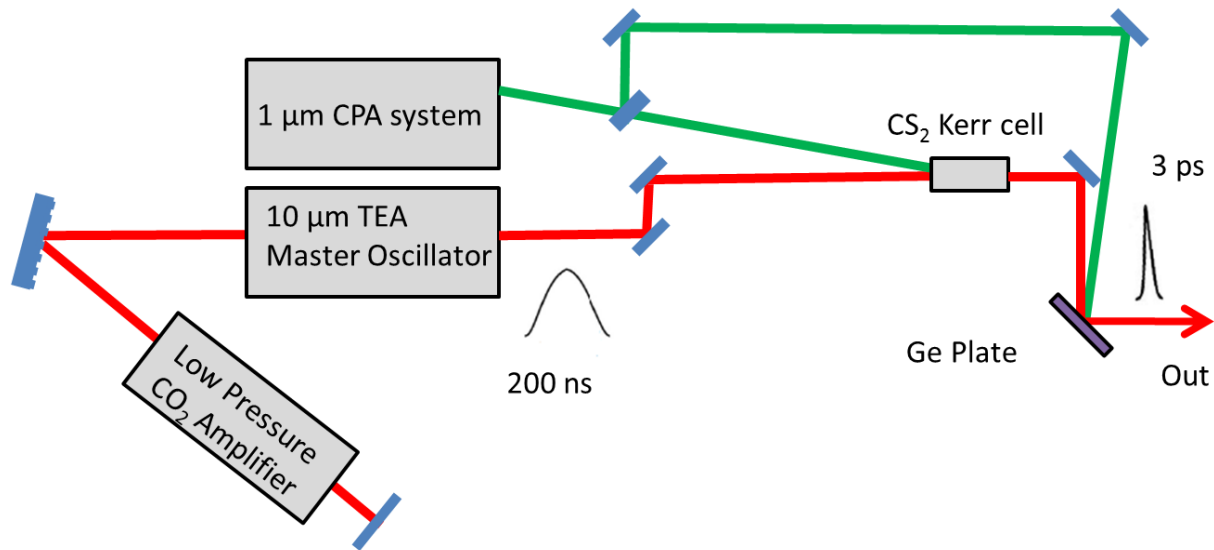 1 µm CPA system
CS₂ Kerr cell
3 ps
10 µm TEA
Master Oscillator
Low Pressure
CO₂ Amplifier
200 ns
Ge Plate
Out